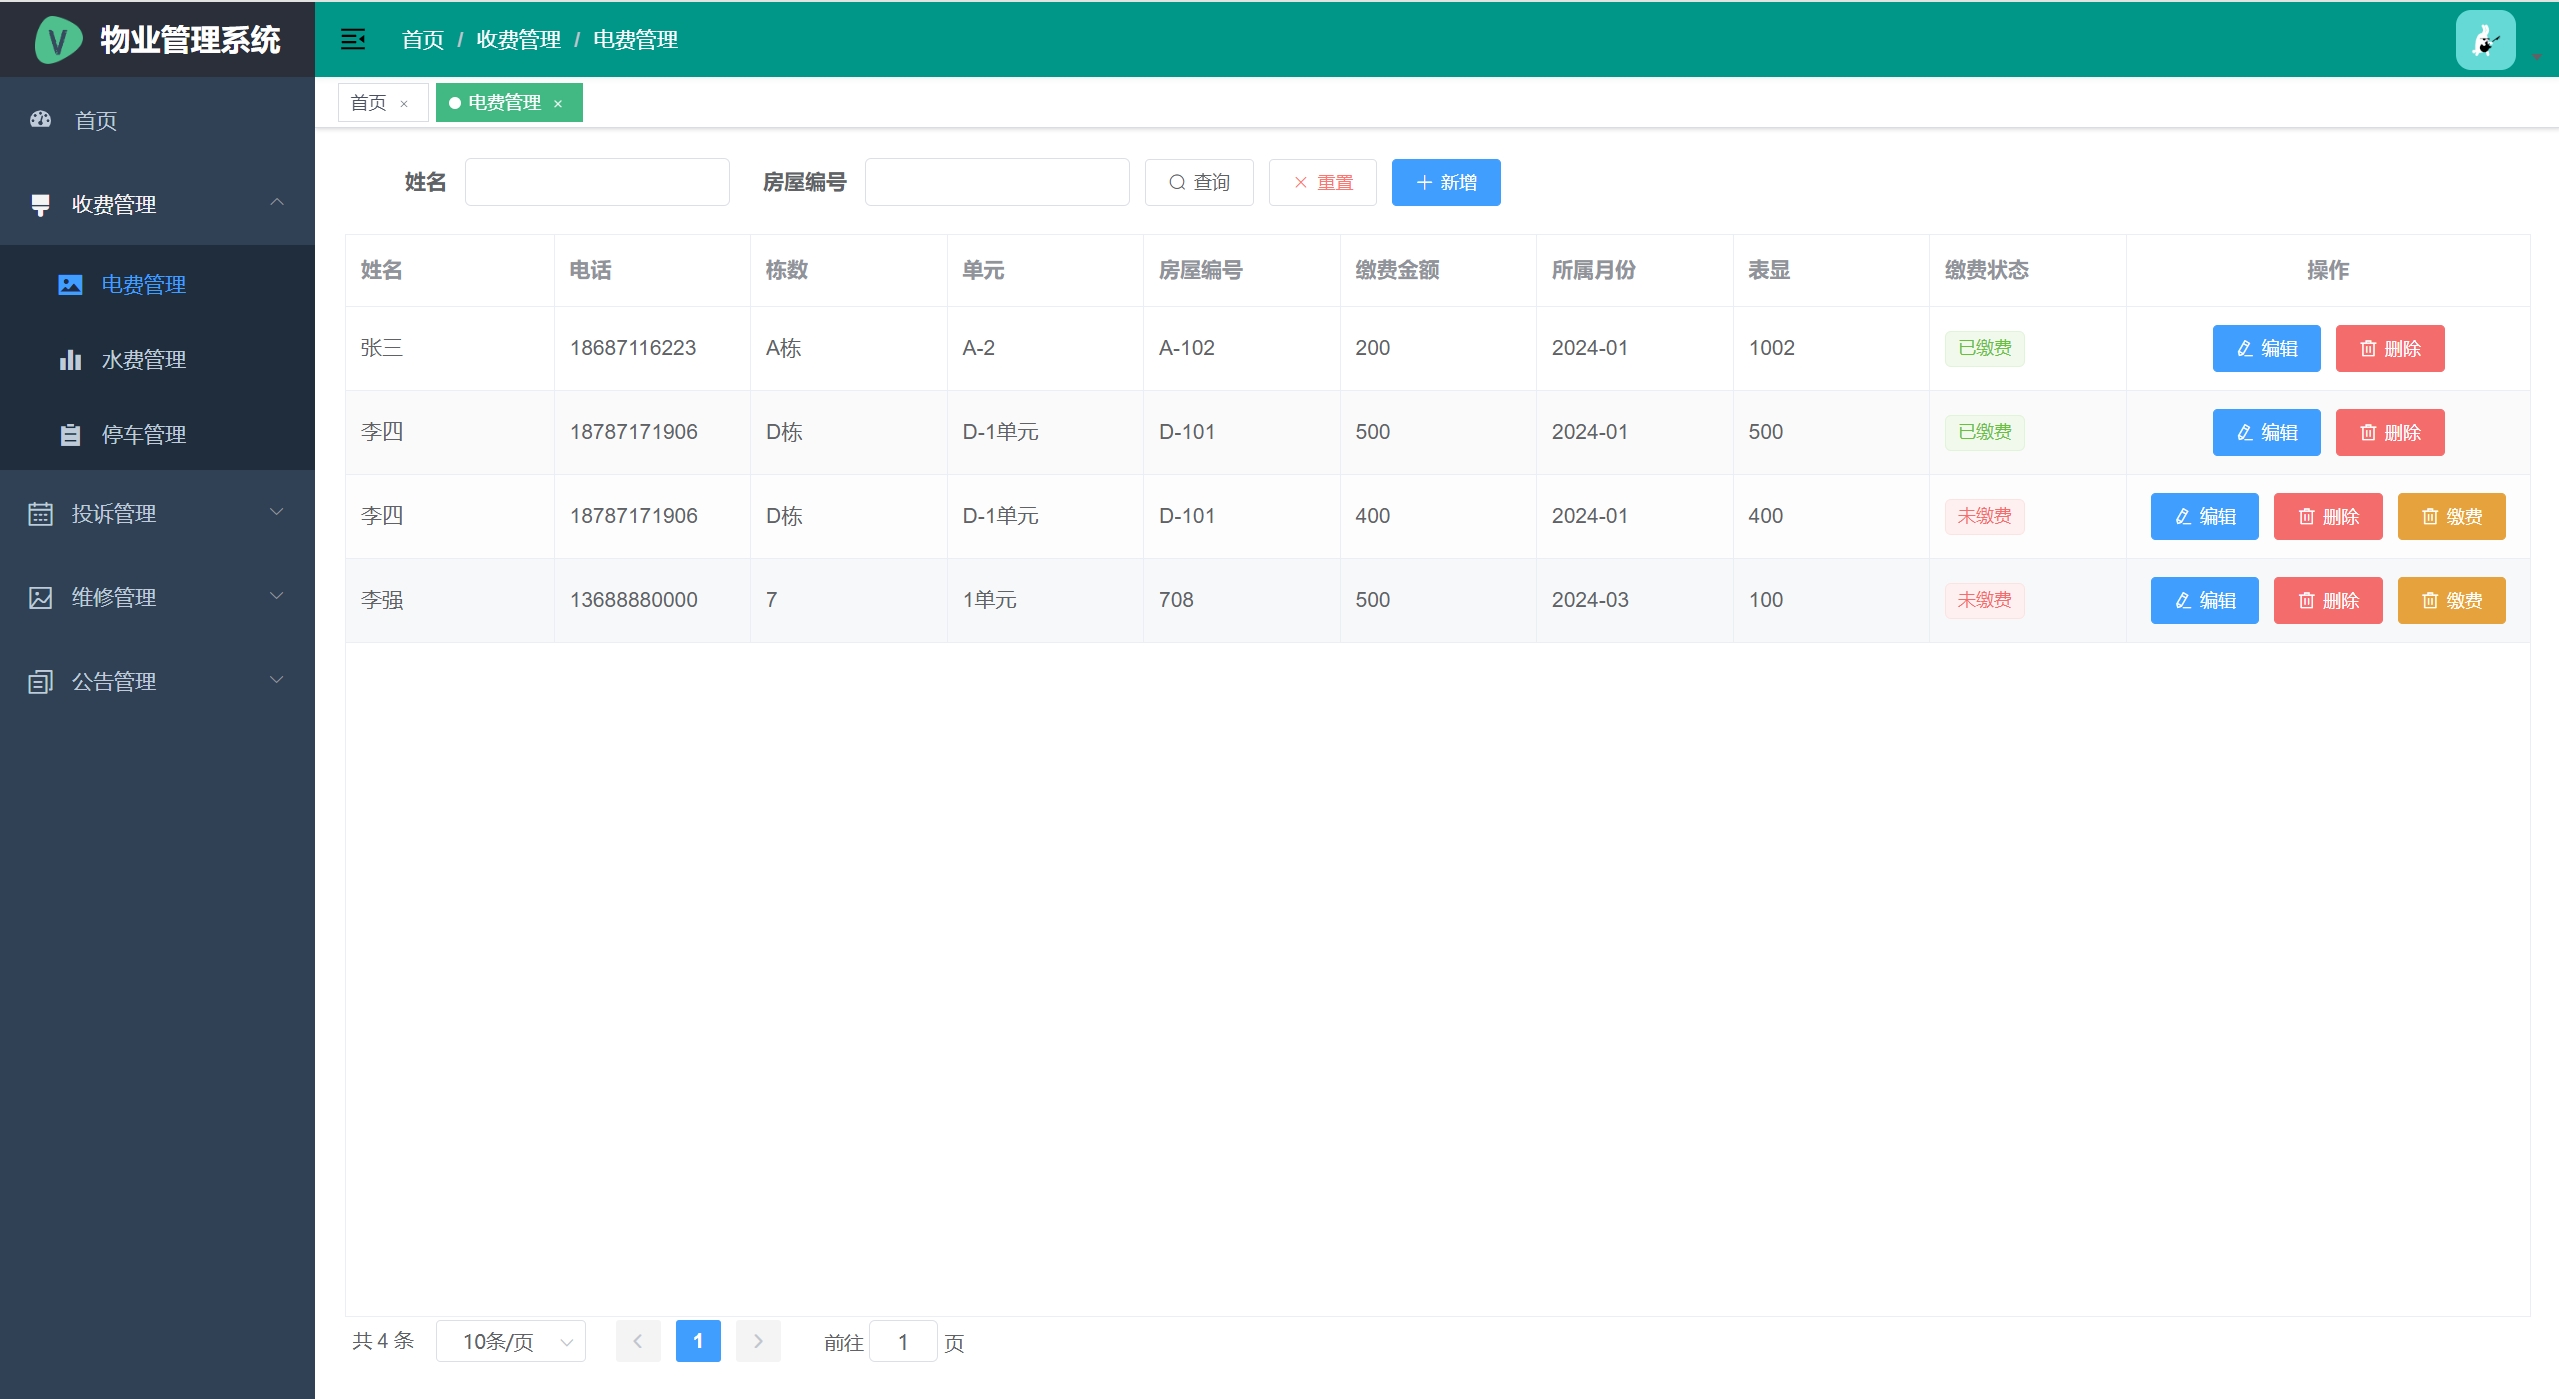 物业管理系统
首页 / 收费管理 / 电费管理
首页 ×
电费管理 ×
首页
收费管理
电费管理
水费管理
停车管理
投诉管理
维修管理
公告管理
姓名 房屋编号 查询 重置 新增
姓名 电话 栋数 单元 房屋编号 缴费金额 所属月份 表显 缴费状态 操作
张三 18687116223 A栋 A-2 A-102 200 2024-01 1002 已缴费 编辑 删除
李四 18787171906 D栋 D-1单元 D-101 500 2024-01 500 已缴费 编辑 删除
李四 18787171906 D栋 D-1单元 D-101 400 2024-01 400 未缴费 编辑 删除 缴费
李强 13688880000 7 1单元 708 500 2024-03 100 未缴费 编辑 删除 缴费
共 4 条 10条/页 1 前往 1 页